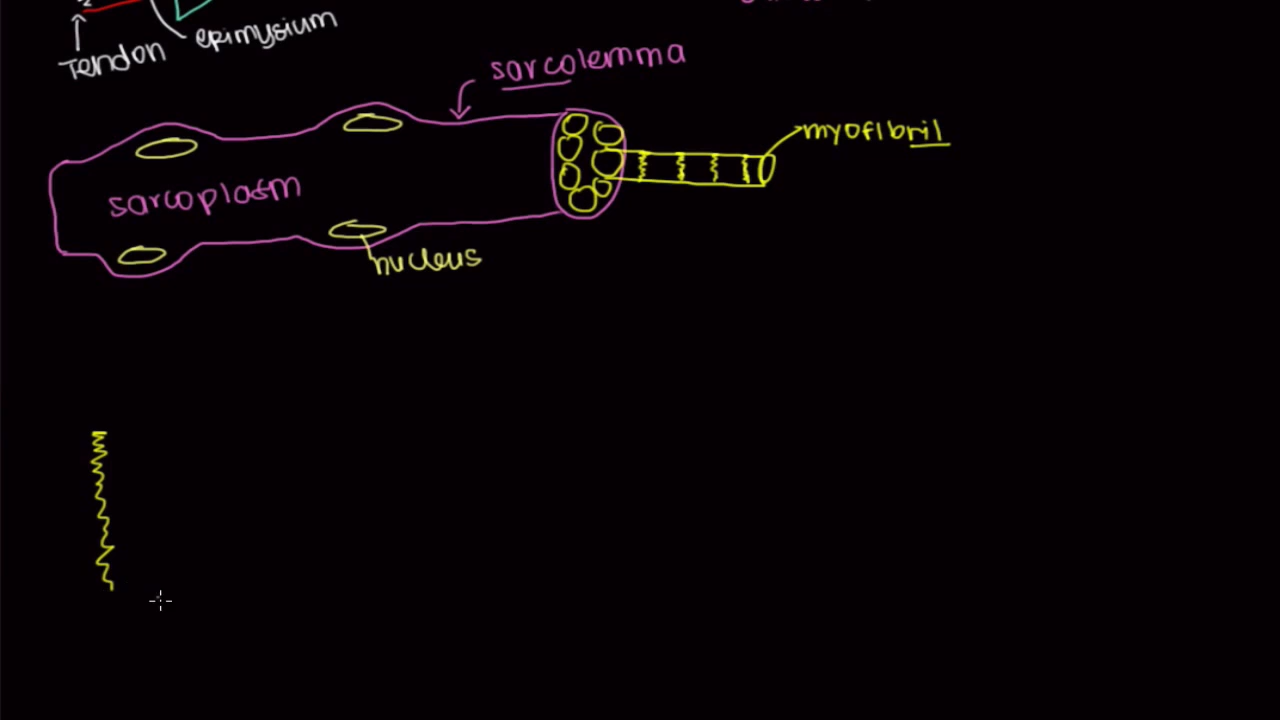 epimysium
Tendon
sarcolemma
myofibril
sarcoplasm
nucleus